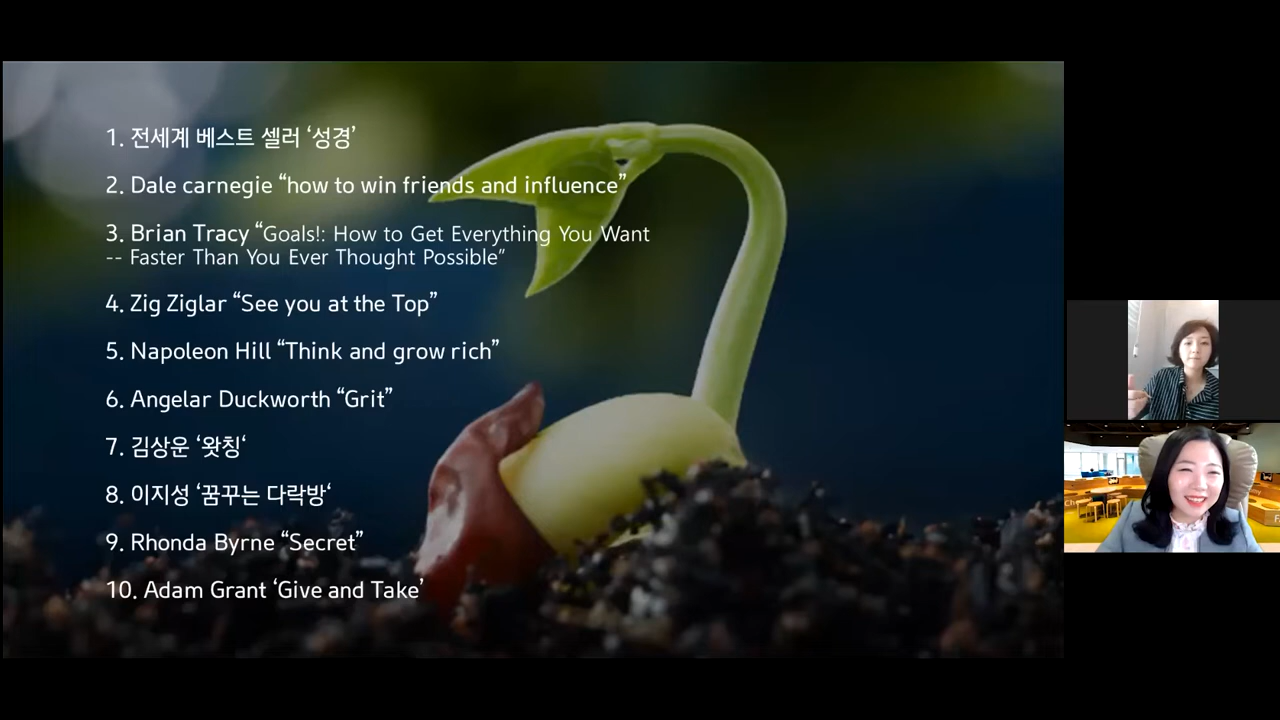 1. 전세계 베스트 셀러 ‘성경’
2. Dale carnegie “how to win friends and influence”
3. Brian Tracy “Goals!: How to Get Everything You Want
-- Faster Than You Ever Thought Possible”
4. Zig Ziglar “See you at the Top”
5. Napoleon Hill “Think and grow rich”
6. Angelar Duckworth “Grit”
7. 김상운 ‘왓칭‘
8. 이지성 ‘꿈꾸는 다락방‘
9. Rhonda Byrne “Secret”
10. Adam Grant ‘Give and Take’